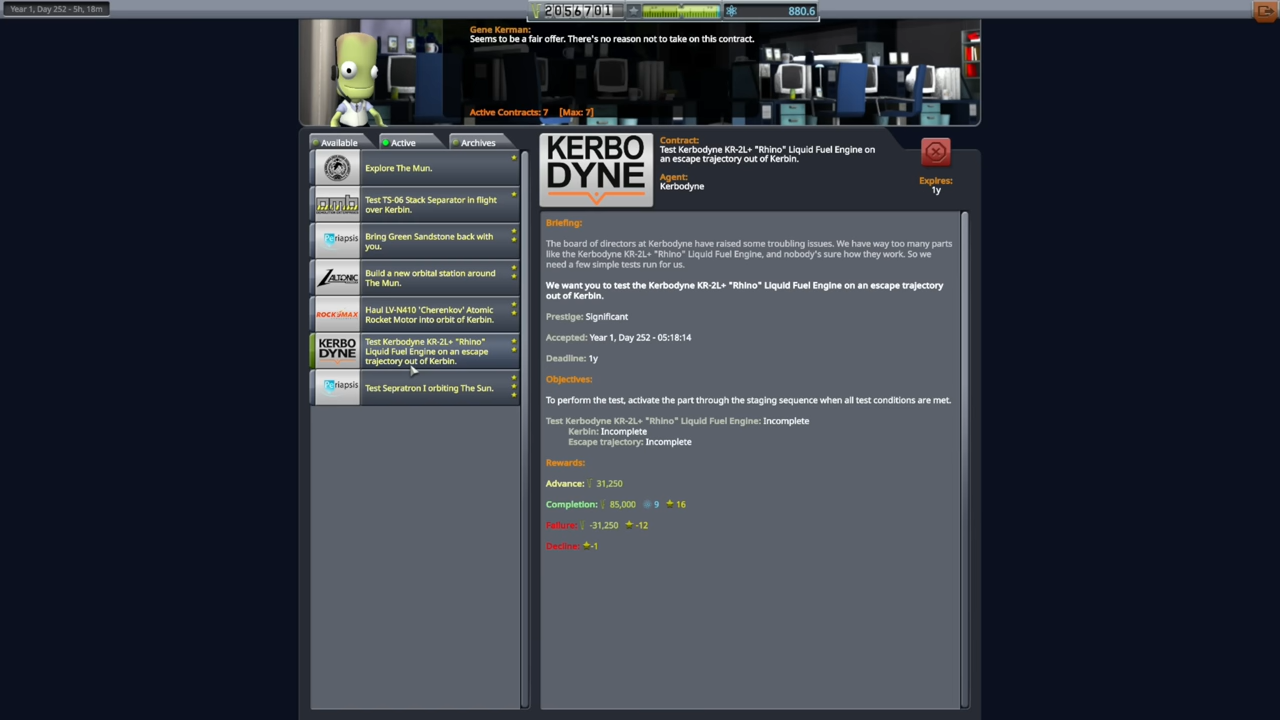 Year 1, Day 252 - 5h, 18m
2056701
880.6
Gene Kerman:
Seems to be a fair offer. There's no reason not to take on this contract.
Active Contracts: 7 [Max: 7]
Available
Active
Archives
Explore The Mun.
Test TS-06 Stack Separator in flight
over Kerbin.
Periapsis
Bring Green Sandstone back with
you.
ZALTONIC
Build a new orbital station around
The Mun.
ROCKOMAX
Haul LV-N410 'Cherenkov' Atomic
Rocket Motor into orbit of Kerbin.
KERBO
DYNE
Test Kerbodyne KR-2L+ "Rhino"
Liquid Fuel Engine on an escape
trajectory out of Kerbin.
Periapsis
Test Sepratron I orbiting The Sun.
KERBO
DYNE
Contract:
Test Kerbodyne KR-2L+ "Rhino" Liquid Fuel Engine on
an escape trajectory out of Kerbin.
Agent:
Kerbodyne
Expires:
1y
Briefing:
The board of directors at Kerbodyne have raised some troubling issues. We have way too many parts
like the Kerbodyne KR-2L+ "Rhino" Liquid Fuel Engine, and nobody's sure how they work. So we
need a few simple tests run for us.
We want you to test the Kerbodyne KR-2L+ "Rhino" Liquid Fuel Engine on an escape trajectory
out of Kerbin.
Prestige: Significant
Accepted: Year 1, Day 252 - 05:18:14
Deadline: 1y
Objectives:
To perform the test, activate the part through the staging sequence when all test conditions are met.
Test Kerbodyne KR-2L+ "Rhino" Liquid Fuel Engine: Incomplete
Kerbin: Incomplete
Escape trajectory: Incomplete
Rewards:
Advance: 31,250
Completion: 85,000 9 16
Failure: -31,250 -12
Decline: -1